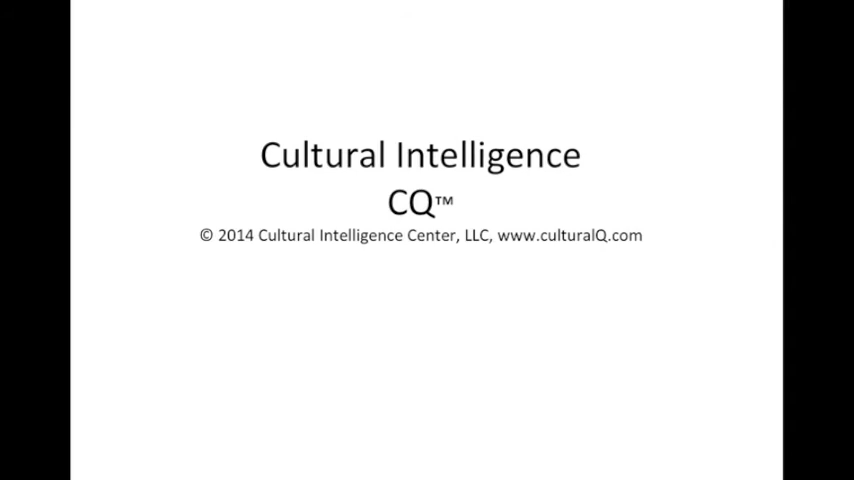 Cultural Intelligence
CQ™
© 2014 Cultural Intelligence Center, LLC, www.culturalQ.com